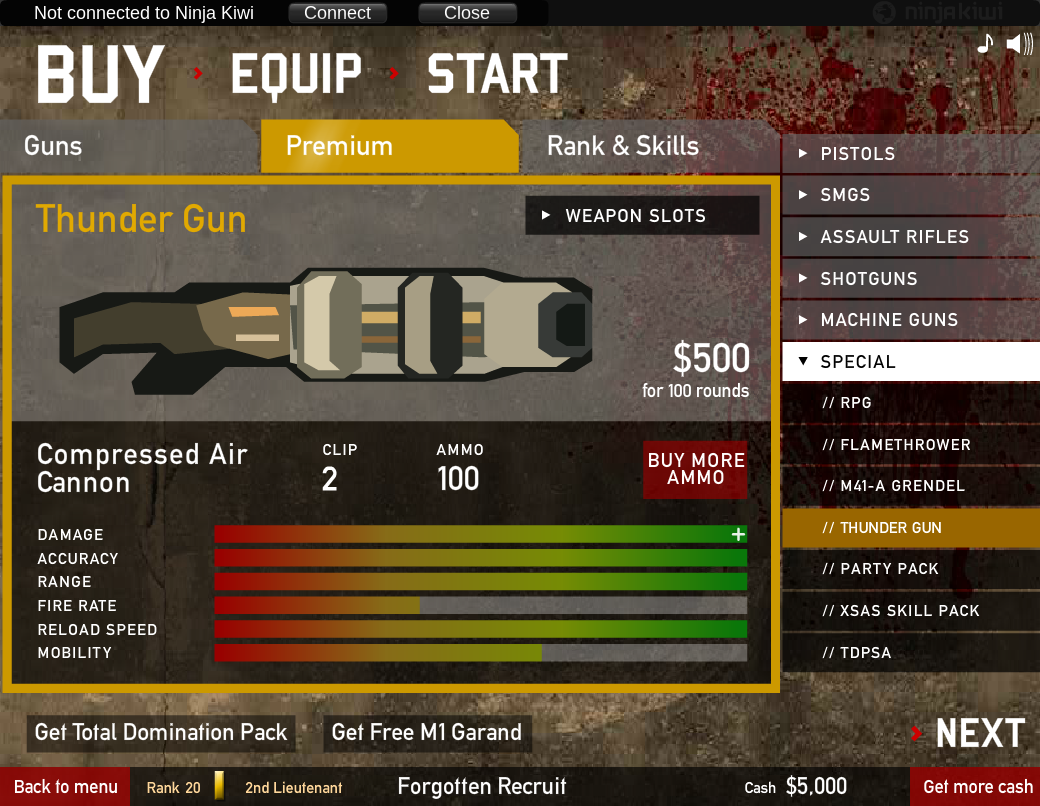 Not connected to Ninja Kiwi Connect Close ninjakiwi
BUY EQUIP START
Guns Premium Rank & Skills
Thunder Gun
WEAPON SLOTS
$500
for 100 rounds
Compressed Air
Cannon
CLIP
2
AMMO
100
BUY MORE
AMMO
DAMAGE +
ACCURACY
RANGE
FIRE RATE
RELOAD SPEED
MOBILITY
PISTOLS
SMGS
ASSAULT RIFLES
SHOTGUNS
MACHINE GUNS
SPECIAL
// RPG
// FLAMETHROWER
// M41-A GRENDEL
// THUNDER GUN
// PARTY PACK
// XSAS SKILL PACK
// TDPSA
Get Total Domination Pack Get Free M1 Garand NEXT
Back to menu Rank 20 2nd Lieutenant Forgotten Recruit Cash $5,000 Get more cash